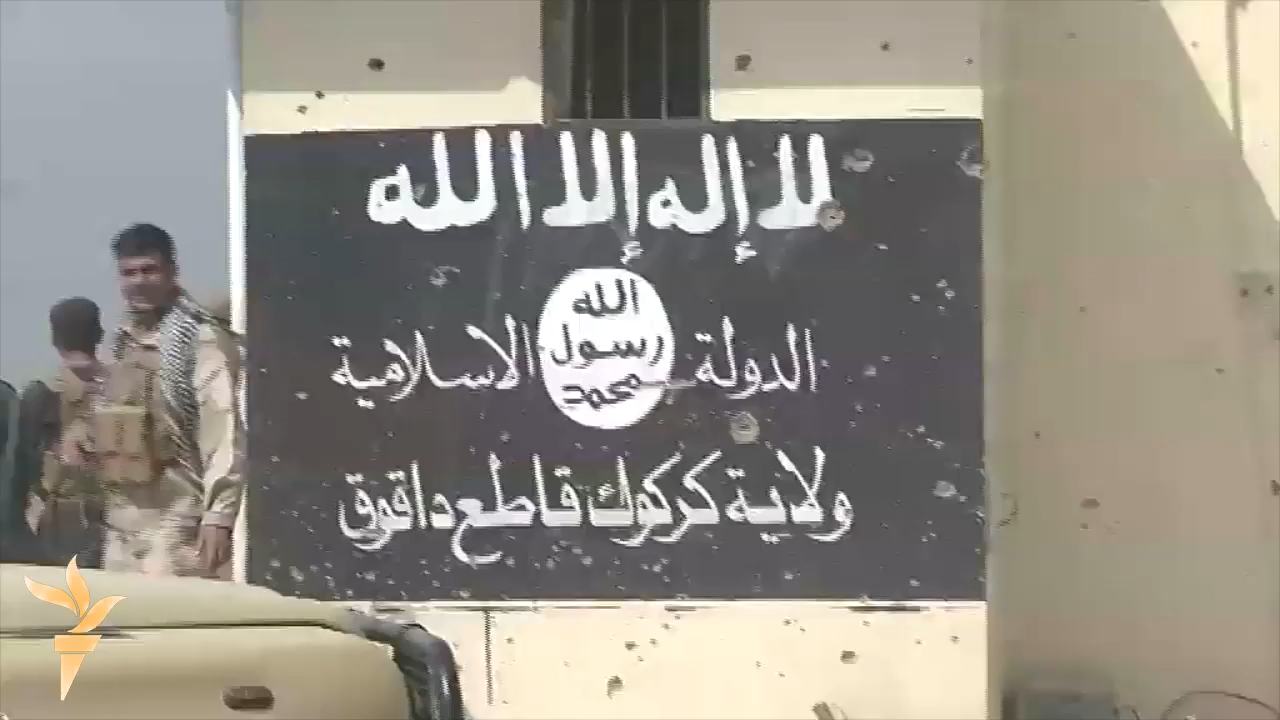 لا إله إلا الله
الدولة الاسلامية
الله
رسول
محمد
ولاية كركوك قاطع داقوق